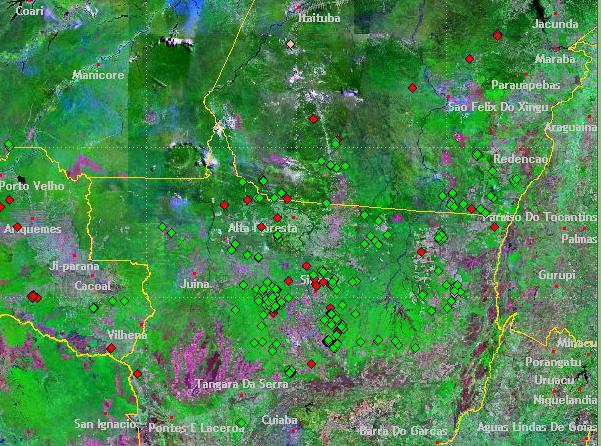 Coari
Itaituba
Jacunda
Maraba
Manicore
Parauapebas
Sao Felix Do Xingu
Araguaina
Redencao
Porto Velho
Paraiso Do Tocantins
Ariquemes
Alta Floresta
Palmas
Ji-parana
Cacoal
Juina
Gurupi
Vilhena
Minacu
Porangatu
Tangara Da Serra
Uruacu
Niquelandia
San Ignacio
Pontes E Lacerda
Cuiaba
Barra Do Garcas
Aguas Lindas De Goias